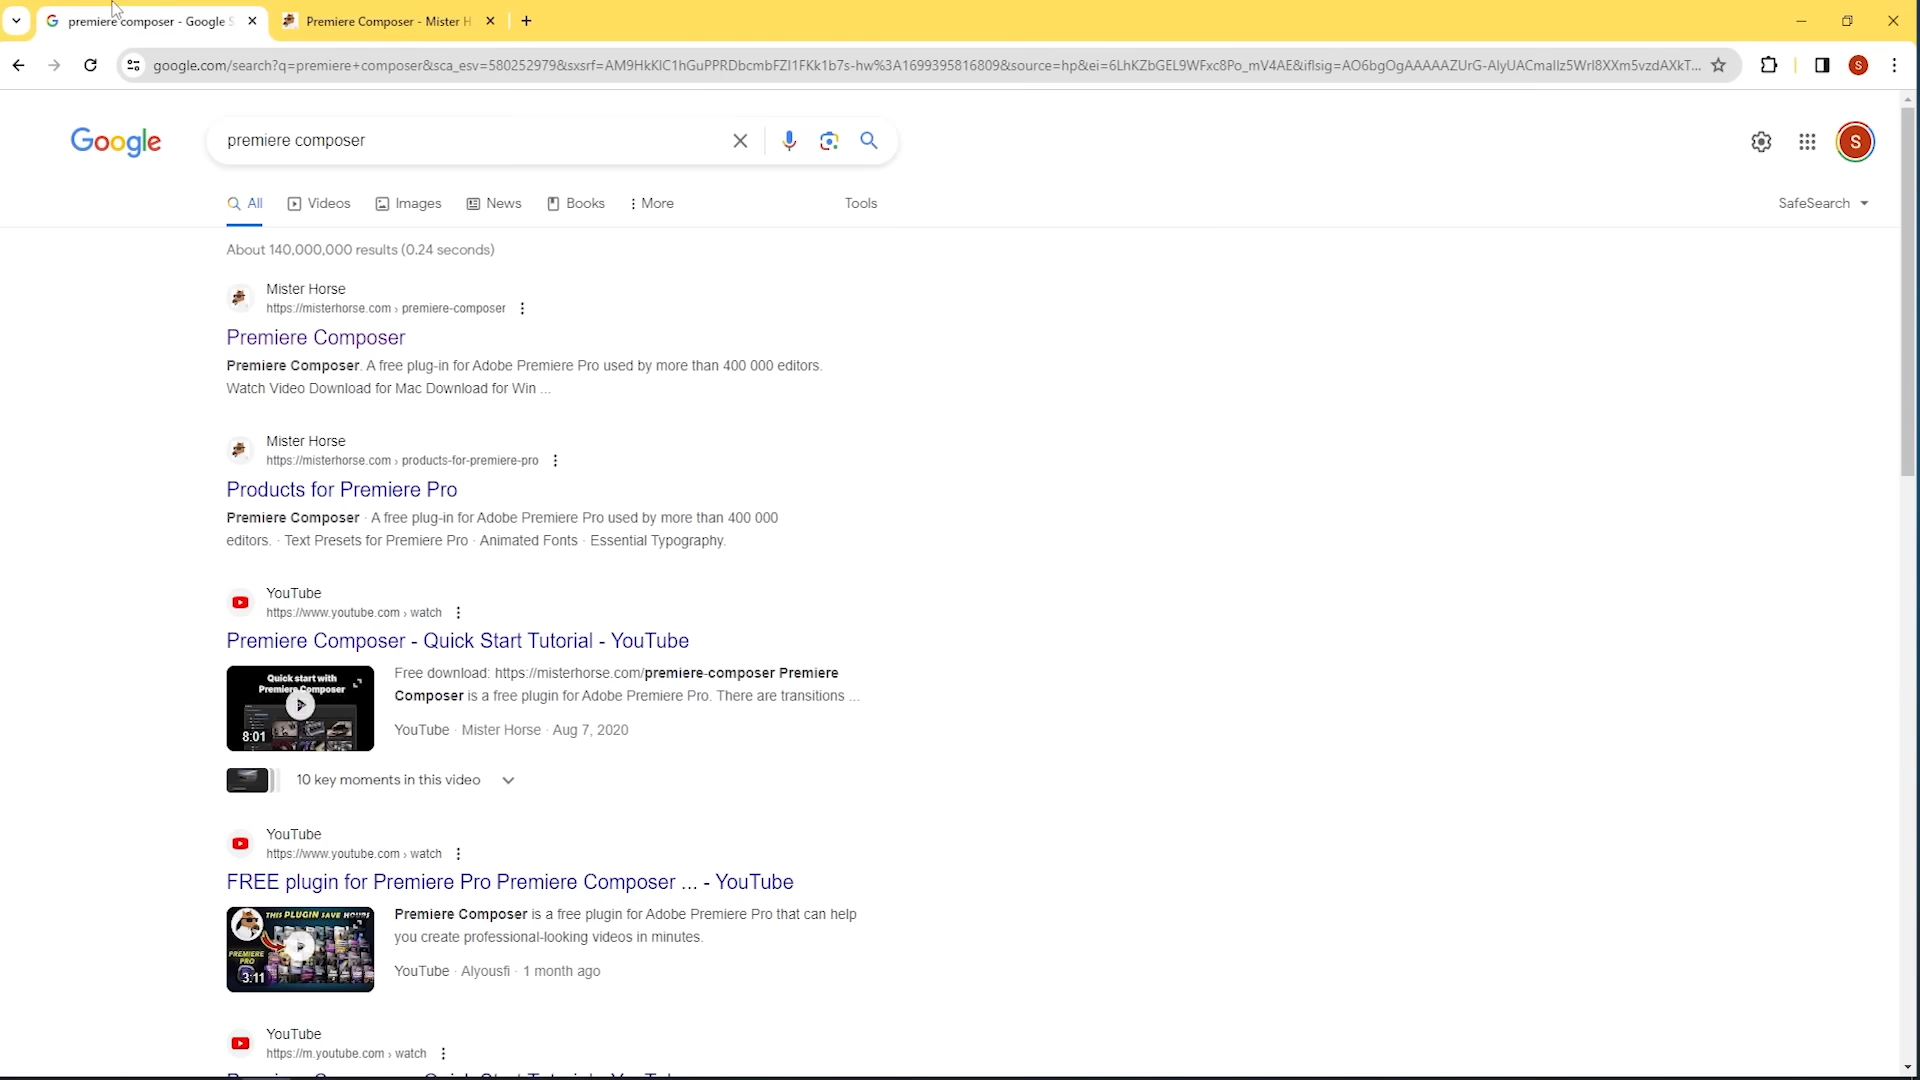 premiere composer - Google S
Premiere Composer - Mister H
google.com/search?q=premiere+composer&sca_esv=580252979&sxsrf=AM9HkKlC1hGuPPRDbcmbFZI1FKk1b7s-hw%3A1699395816809&source=hp&ei=6LhKZbGEL9WFxc8Po_mV4AE&iflsig=AO6bgOgAAAAAZUrG-AlyUACmaIlz5WrI8XXm5vzdAXkT...
S
Google
premiere composer
S
All
Videos
Images
News
Books
More
Tools
SafeSearch
About 140,000,000 results (0.24 seconds)
Mister Horse
https://misterhorse.com › premiere-composer
Premiere Composer
Premiere Composer. A free plug-in for Adobe Premiere Pro used by more than 400 000 editors.
Watch Video Download for Mac Download for Win ...
Mister Horse
https://misterhorse.com › products-for-premiere-pro
Products for Premiere Pro
Premiere Composer · A free plug-in for Adobe Premiere Pro used by more than 400 000
editors. · Text Presets for Premiere Pro · Animated Fonts · Essential Typography.
YouTube
https://www.youtube.com › watch
Premiere Composer - Quick Start Tutorial - YouTube
Quick start with
Premiere Composer
8:01
Free download: https://misterhorse.com/premiere-composer Premiere
Composer is a free plugin for Adobe Premiere Pro. There are transitions ...
YouTube · Mister Horse · Aug 7, 2020
10 key moments in this video
YouTube
https://www.youtube.com › watch
FREE plugin for Premiere Pro Premiere Composer ... - YouTube
THIS PLUGIN SAVE HOURS
PREMIERE
PRO
3:11
Premiere Composer is a free plugin for Adobe Premiere Pro that can help
you create professional-looking videos in minutes.
YouTube · Alyousfi · 1 month ago
YouTube
https://m.youtube.com › watch